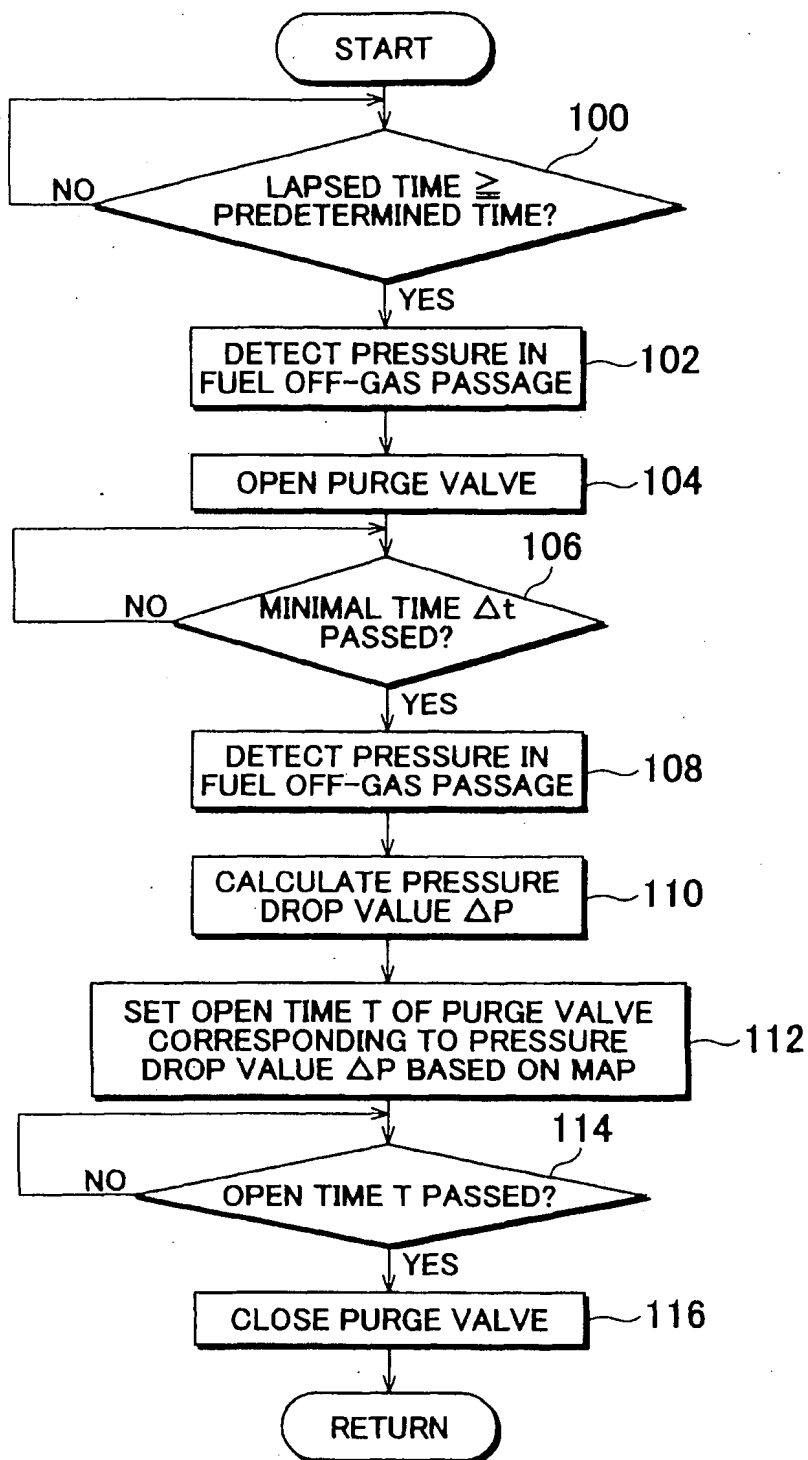 START
100
LAPSED TIME ≧
PREDETERMINED TIME?
NO
YES
DETECT PRESSURE IN
FUEL OFF-GAS PASSAGE
102
OPEN PURGE VALVE
104
106
MINIMAL TIME Δt
PASSED?
NO
YES
DETECT PRESSURE IN
FUEL OFF-GAS PASSAGE
108
CALCULATE PRESSURE
DROP VALUE ΔP
110
SET OPEN TIME T OF PURGE VALVE
CORRESPONDING TO PRESSURE
DROP VALUE ΔP BASED ON MAP
112
114
OPEN TIME T PASSED?
NO
YES
CLOSE PURGE VALVE
116
RETURN